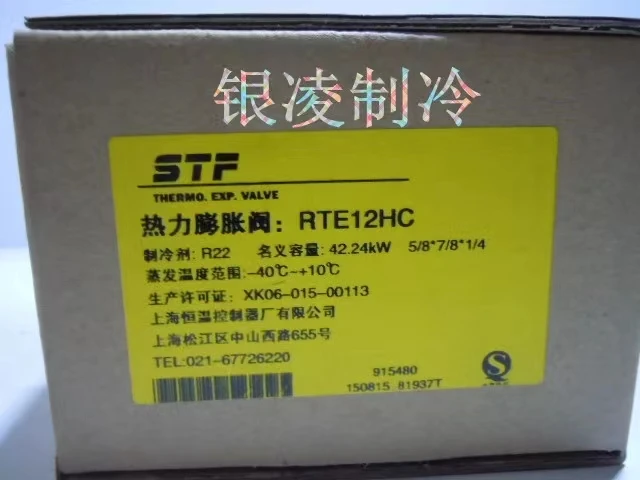 银凌制冷
STF
THERMO. EXP. VALVE
热力膨胀阀: RTE12HC
制冷剂: R22 名义容量: 42.24kW 5/8*7/8*1/4
蒸发温度范围: -40℃~+10℃
生产许可证: XK06-015-00113
上海恒温控制器厂有限公司
上海松江区中山西路655号
TEL:021-67726220
915480
150815 81937T